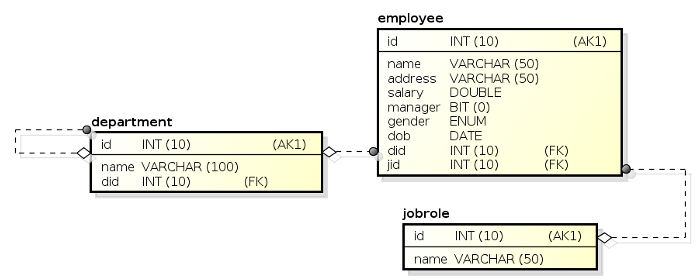 employee
id INT (10) (AK1)
name VARCHAR (50)
address VARCHAR (50)
salary DOUBLE
manager BIT (0)
gender ENUM
dob DATE
did INT (10) (FK)
jid INT (10) (FK)
department
id INT (10) (AK1)
name VARCHAR (100)
did INT (10) (FK)
jobrole
id INT (10) (AK1)
name VARCHAR (50)